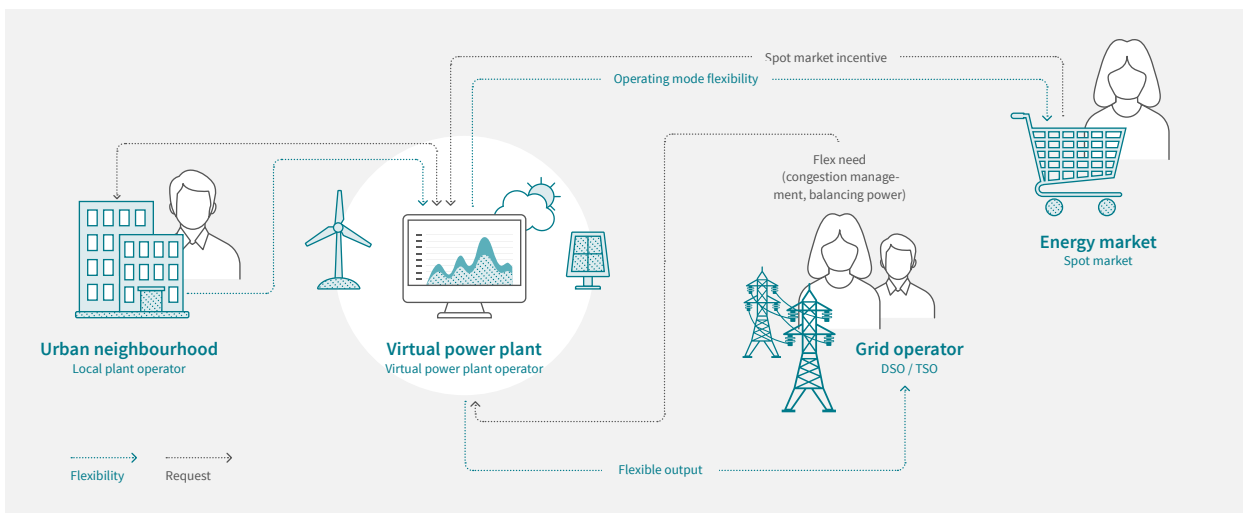 Spot market incentive
Operating mode flexibility
Flex need
(congestion manage-
ment, balancing power)
Energy market
Spot market
Urban neighbourhood
Local plant operator
Virtual power plant
Virtual power plant operator
Grid operator
DSO / TSO
Flexible output
Flexibility
Request